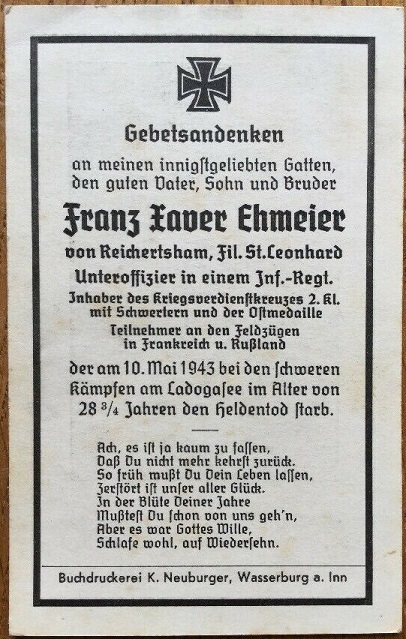 Gebetsandenken
an meinen innigstgeliebten Gatten,
den guten Vater, Sohn und Bruder
Franz Xaver Ehmeier
von Reichertsham, Fil. St. Leonhard
Unteroffizier in einem Inf.-Regt.
Inhaber des Kriegsverdienstkreuzes 2. Kl.
mit Schwertern und der Ostmedaille
Teilnehmer an den Feldzügen
in Frankreich u. Rußland
der am 10. Mai 1943 bei den schweren
Kämpfen am Ladogasee im Alter von
28 3/4 Jahren den Heldentod starb.
Ach, es ist ja kaum zu fassen,
Daß Du nicht mehr kehrst zurück.
So früh mußt Du Dein Leben lassen,
Zerstört ist unser aller Glück.
In der Blüte Deiner Jahre
Mußtest Du schon von uns geh'n,
Aber es war Gottes Wille,
Schlafe wohl, auf Wiedersehn.
Buchdruckerei K. Neuburger, Wasserburg a. Inn